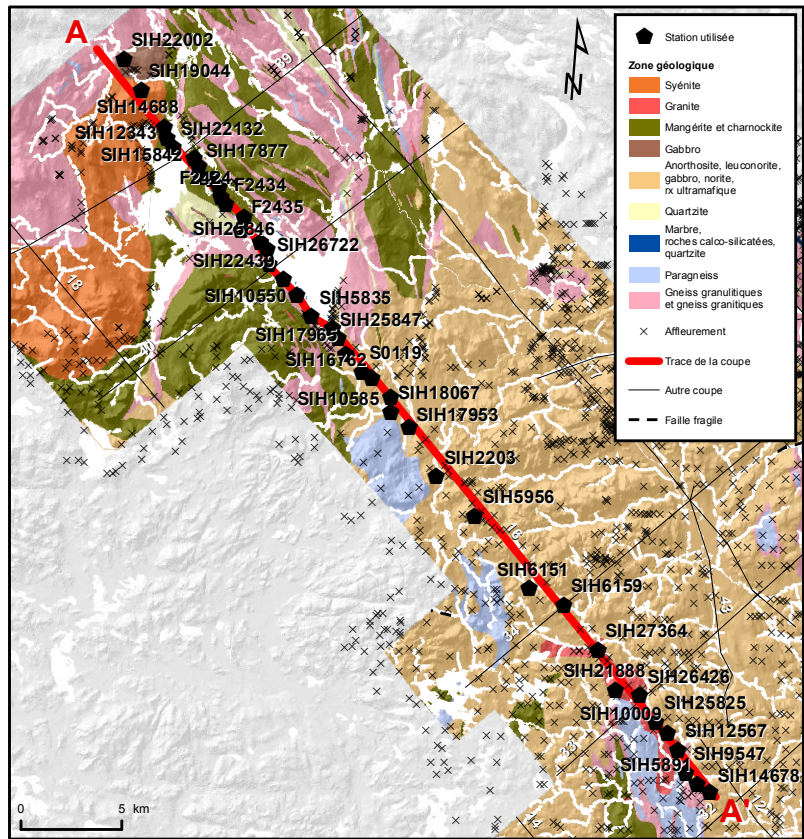 A
SIH22002
SIH19044
SIH14688
SIH12343
SIH22132
SIH15842
SIH17877
F2424
F2434
F2435
SIH26846
SIH26722
SIH22439
SIH10550
SIH5835
SIH17965
SIH25847
SIH16762
S0119
SIH10585
SIH18067
SIH17953
SIH2203
SIH5956
SIH6151
SIH6159
SIH27364
SIH21888
SIH26426
SIH10009
SIH25825
SIH12567
SIH9547
SIH5891
SIH14678
A'
39
18
16
34
43
33
14
12
N
0 5 km
Station utilisée
Zone géologique
Syénite
Granite
Mangérite et charnockite
Gabbro
Anorthosite, leuconorite,
gabbro, norite,
rx ultramafique
Quartzite
Marbre,
roches calco-silicatées,
quartzite
Paragneiss
Gneiss granulitiques
et gneiss granitiques
Affleurement
Trace de la coupe
Autre coupe
Faille fragile